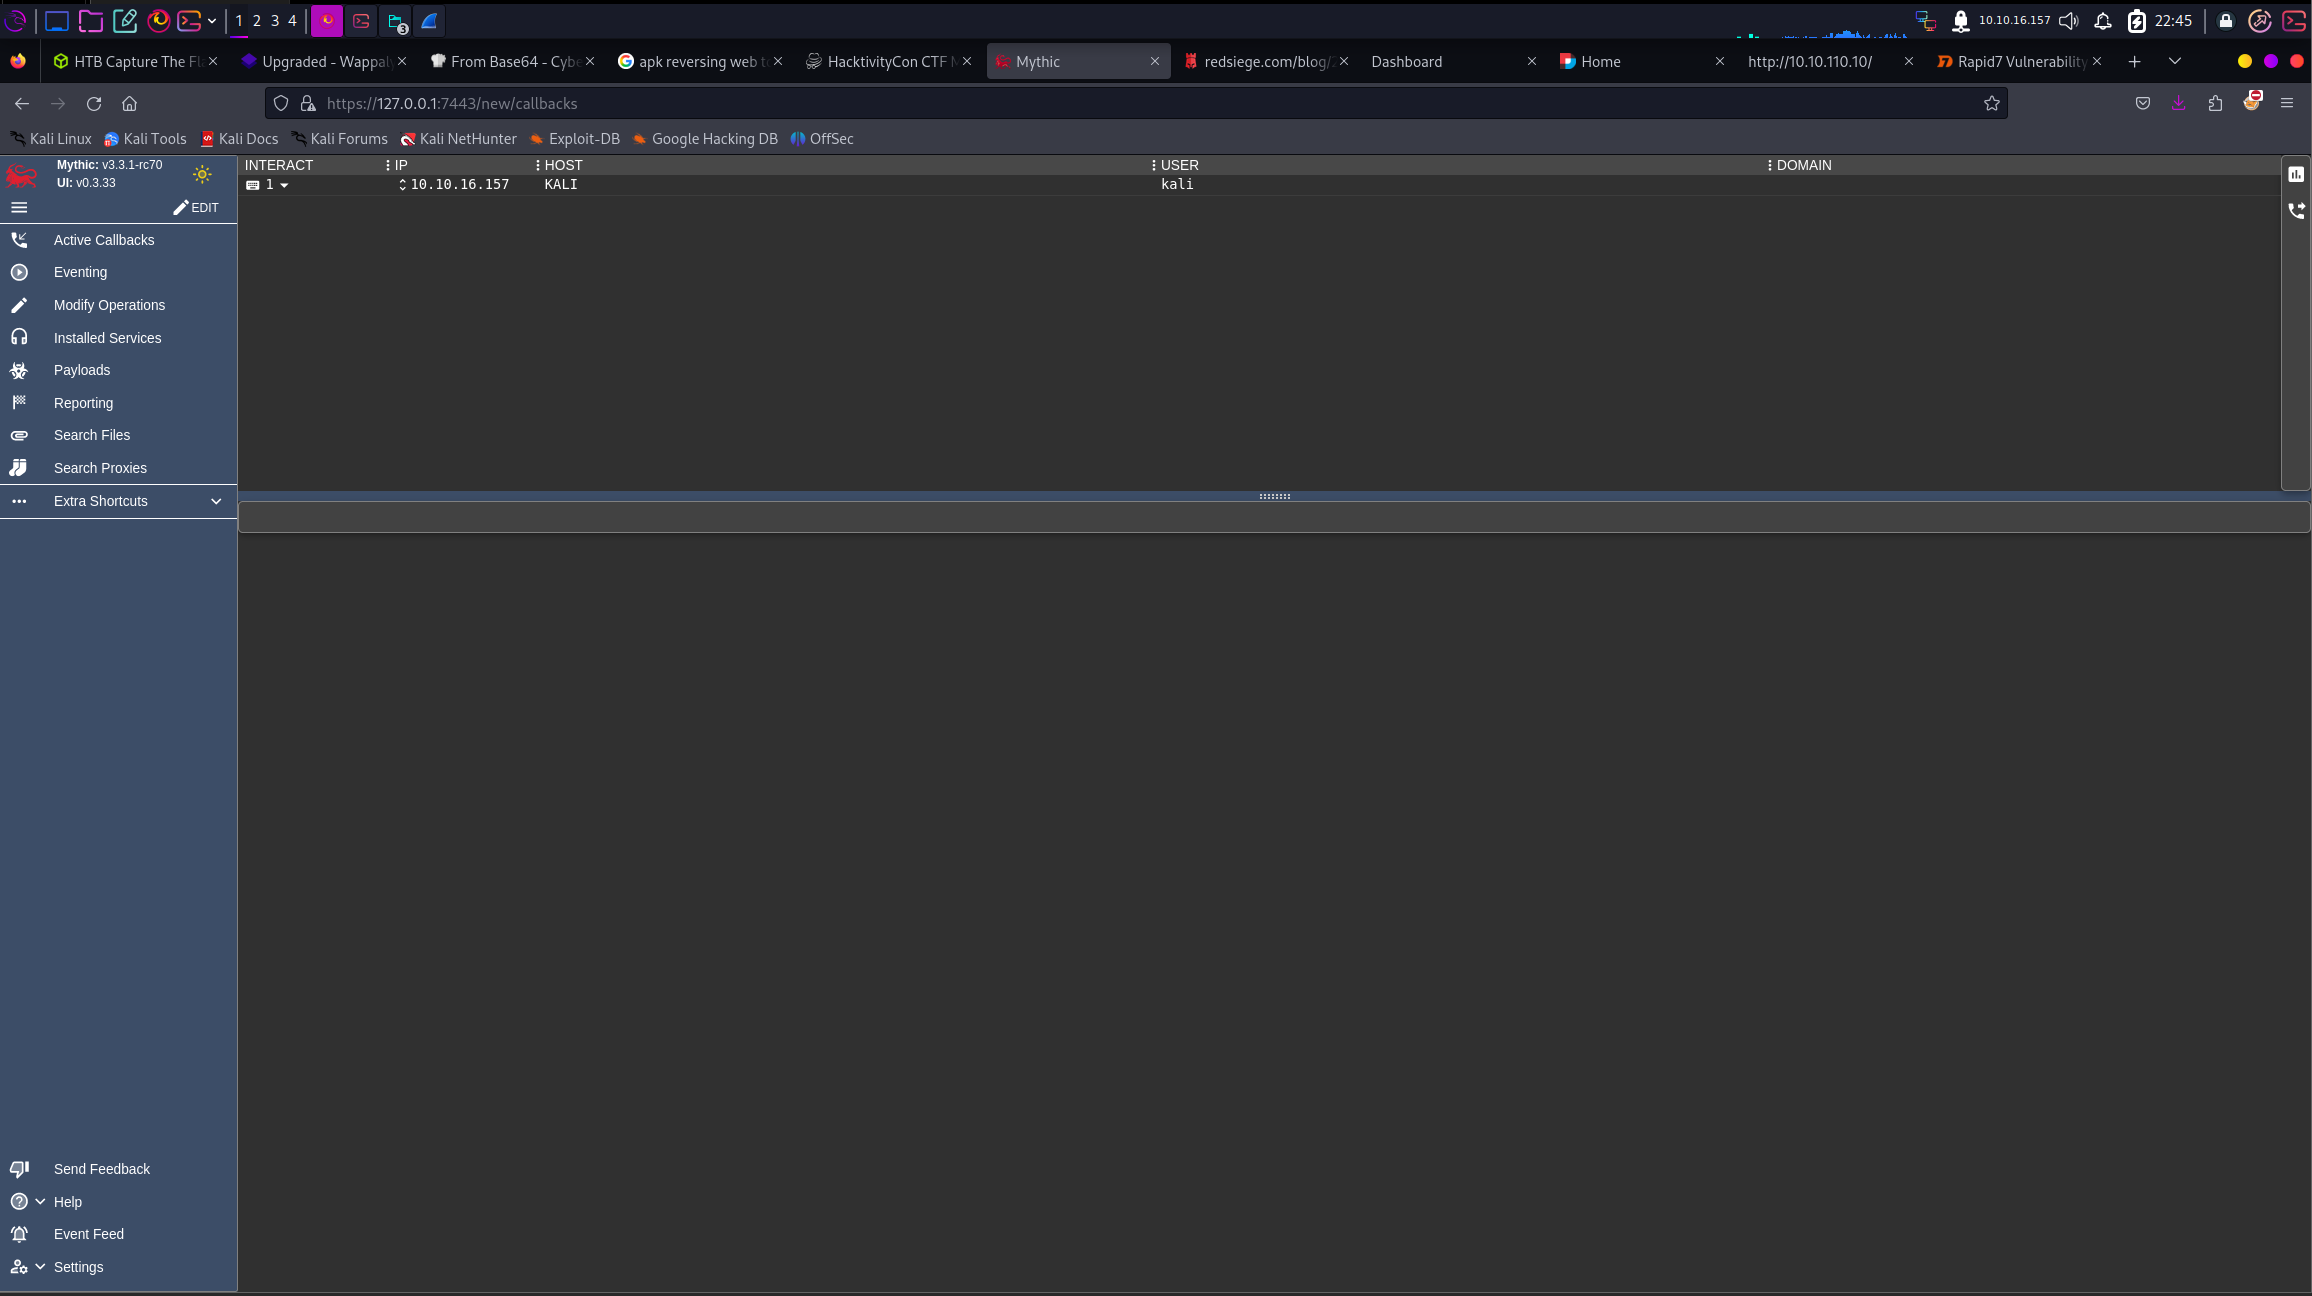 1 2 3 4 3 10.10.16.157 22:45
HTB Capture The Fl Upgraded - Wappal From Base64 - Cybe apk reversing web to HacktivityCon CTF M Mythic redsiege.com/blog/ Dashboard Home http://10.10.110.10/ Rapid7 Vulnerability
https://127.0.0.1:7443/new/callbacks
Kali Linux Kali Tools Kali Docs Kali Forums Kali NetHunter Exploit-DB Google Hacking DB OffSec
Mythic: v3.3.1-rc70
UI: v0.3.33
EDIT
Active Callbacks
Eventing
Modify Operations
Installed Services
Payloads
Reporting
Search Files
Search Proxies
Extra Shortcuts
Send Feedback
Help
Event Feed
Settings
INTERACT IP HOST USER DOMAIN
1 10.10.16.157 KALI kali